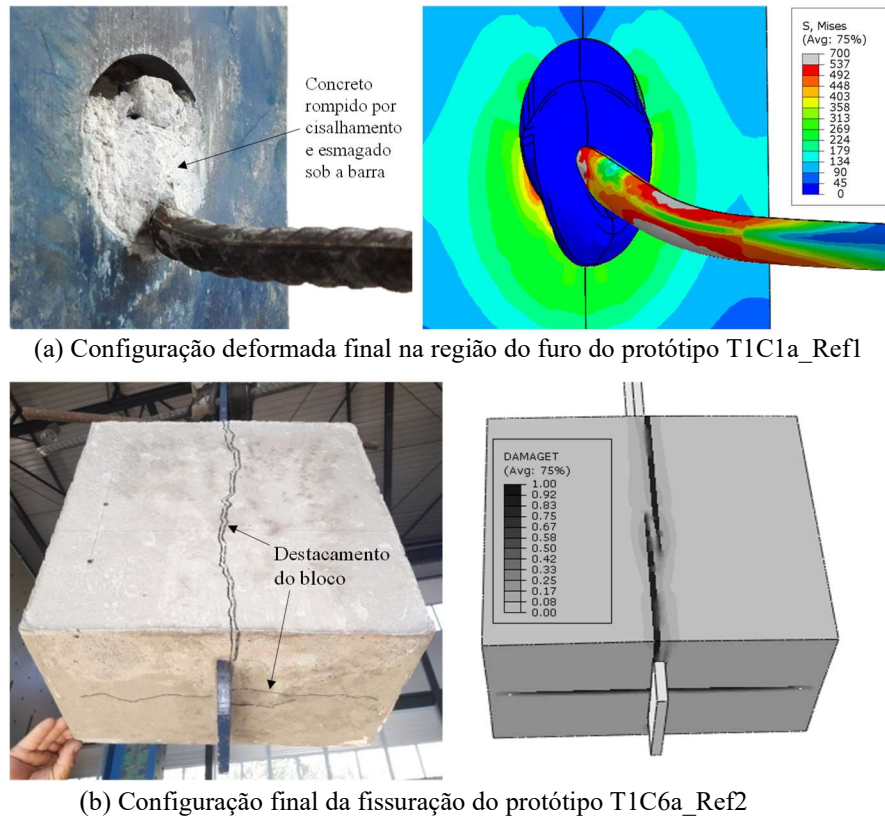 Concreto
rompido por
cisalhamento
e esmagado
sob a barra
S, Mises
(Avg: 75%)
700
537
492
448
403
358
313
269
224
179
134
90
45
0
(a) Configuração deformada final na região do furo do protótipo T1C1a_Ref1
Destacamento
do bloco
DAMAGET
(Avg: 75%)
1.00
0.92
0.83
0.75
0.67
0.58
0.50
0.42
0.33
0.25
0.17
0.08
0.00
(b) Configuração final da fissuração do protótipo T1C6a_Ref2